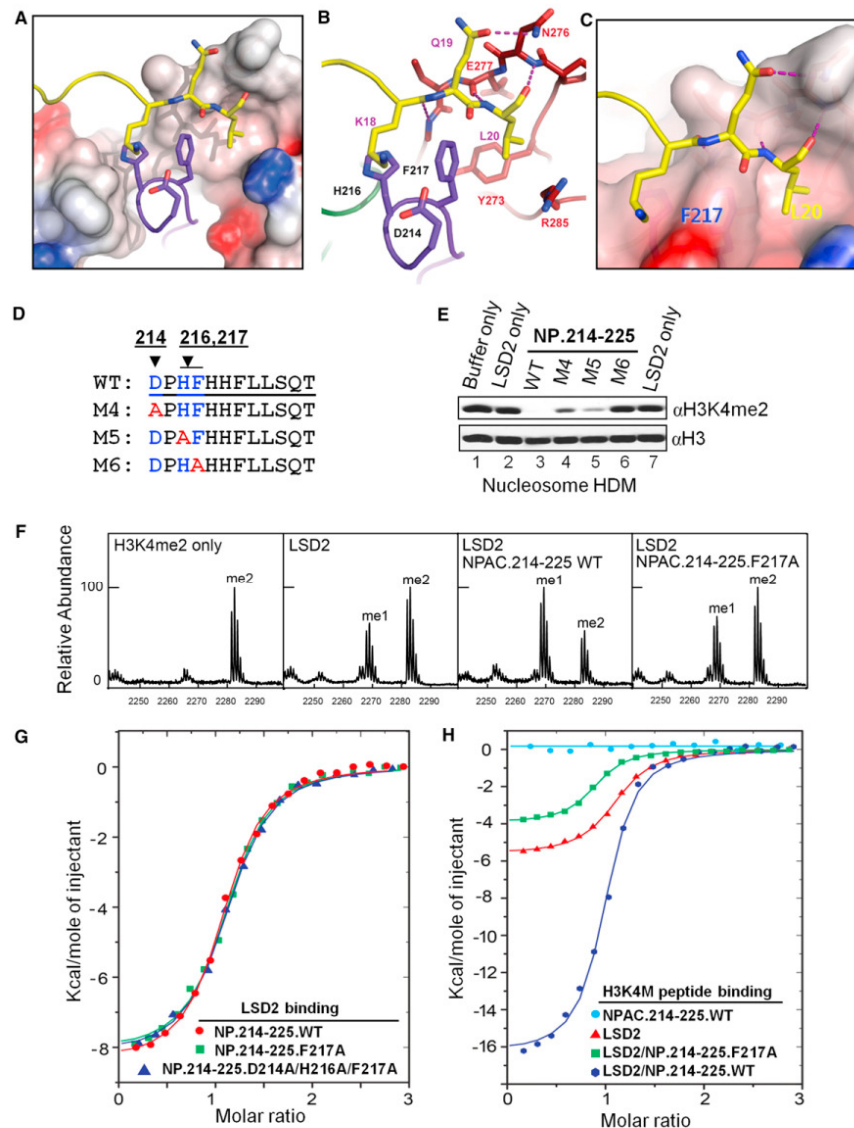 A
B
Q19
N276
E277
K18
L20
F217
H216
Y273
D214
R285
C
F217
L20
D
214 216,217
WT: DPHFHHFLLSQT
M4: APHFHHFLLSQT
M5: DPAFHHFLLSQT
M6: DPHAHHFLLSQT
E
Buffer only
LSD2 only
NP.214-225
WT
M4
M5
M6
LSD2 only
αH3K4me2
αH3
1 2 3 4 5 6 7
Nucleosome HDM
F
Relative Abundance
100
0
H3K4me2 only
me2
2250 2270 2280 2290
LSD2
me1
me2
2250 2270 2280 2290
LSD2
NPAC.214-225 WT
me1
me2
2250 2270 2280 2290
LSD2
NPAC.214-225.F217A
me1
me2
2250 2270 2280 2290
G
Kcal/mole of injectant
0
-2
-4
-6
-8
LSD2 binding
NP.214-225.WT
NP.214-225.F217A
NP.214-225.D214A/H216A/F217A
0 1 2 3
Molar ratio
H
Kcal/mole of injectant
0
-2
-4
-6
-8
-10
-12
-14
-16
H3K4M peptide binding
NPAC.214-225.WT
LSD2
LSD2/NP.214-225.F217A
LSD2/NP.214-225.WT
0 1 2 3
Molar ratio